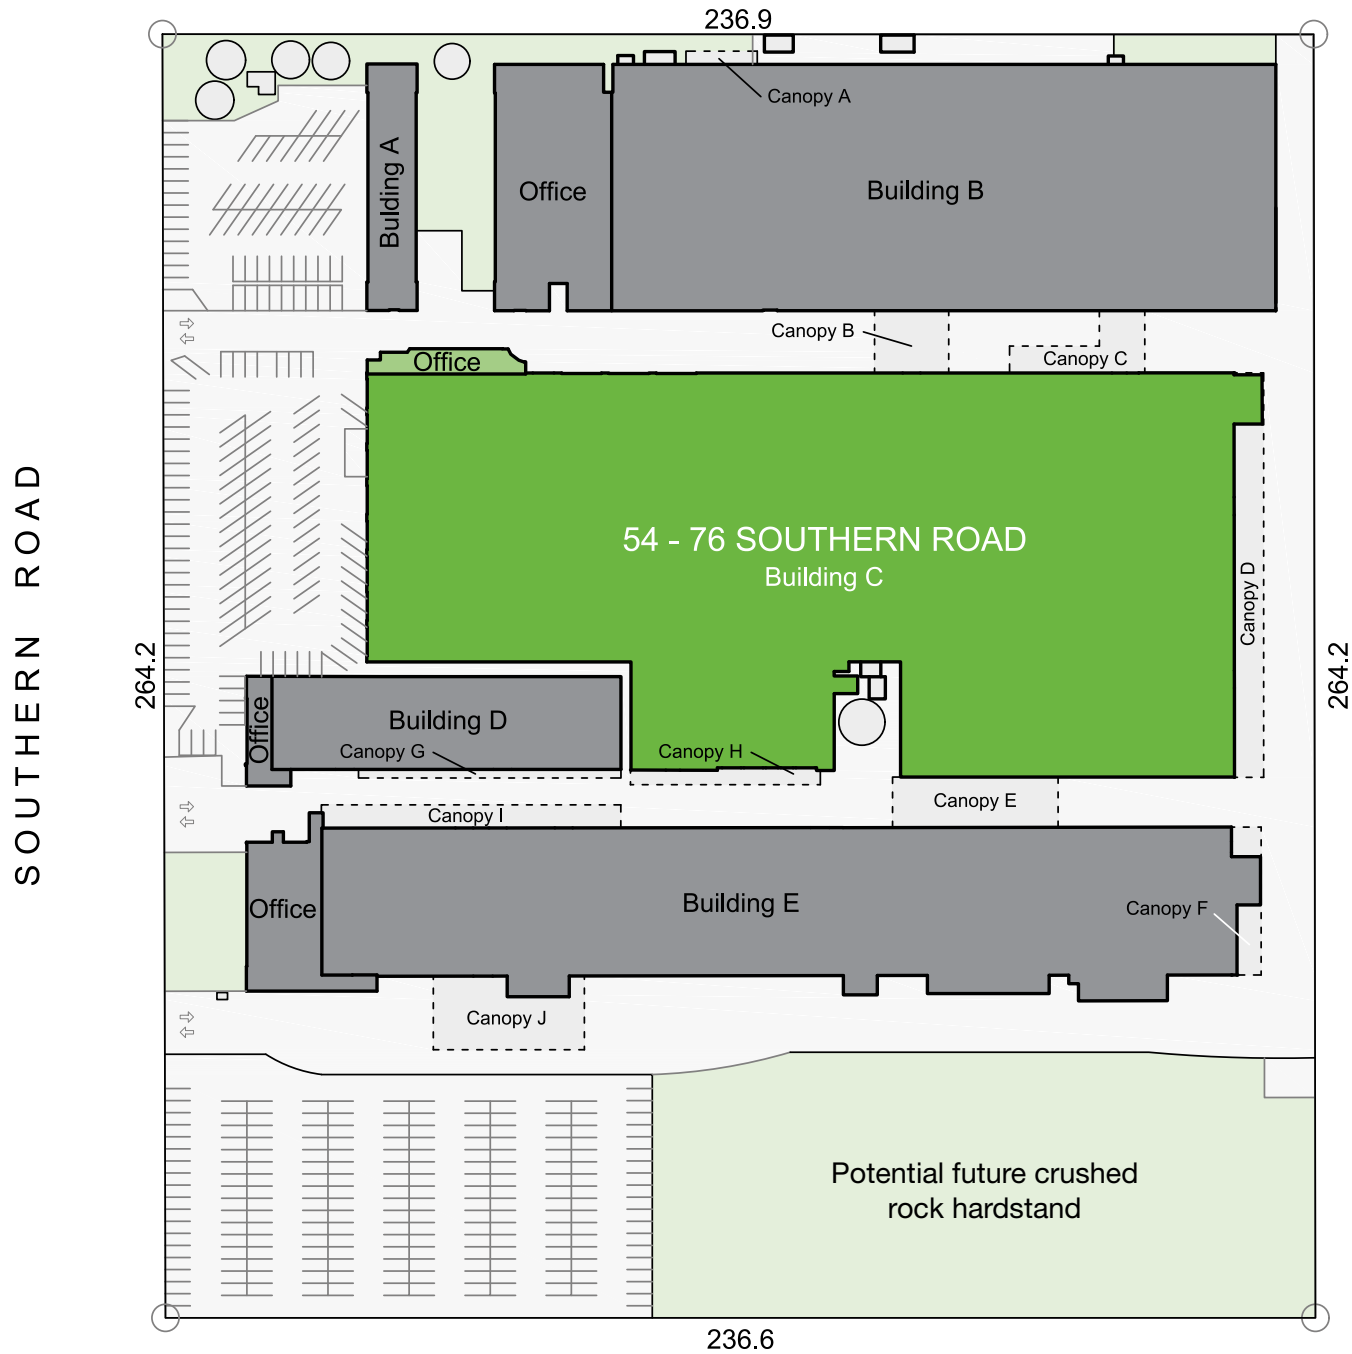 236.9
Canopy A
Bulding A
Office
Building B
Canopy B
Canopy C
Office
54 - 76 SOUTHERN ROAD
Building C
Canopy D
SOUTHERN ROAD
264.2
264.2
Office
Building D
Canopy G
Canopy H
Canopy E
Canopy I
Office
Building E
Canopy F
Canopy J
Potential future crushed
rock hardstand
236.6